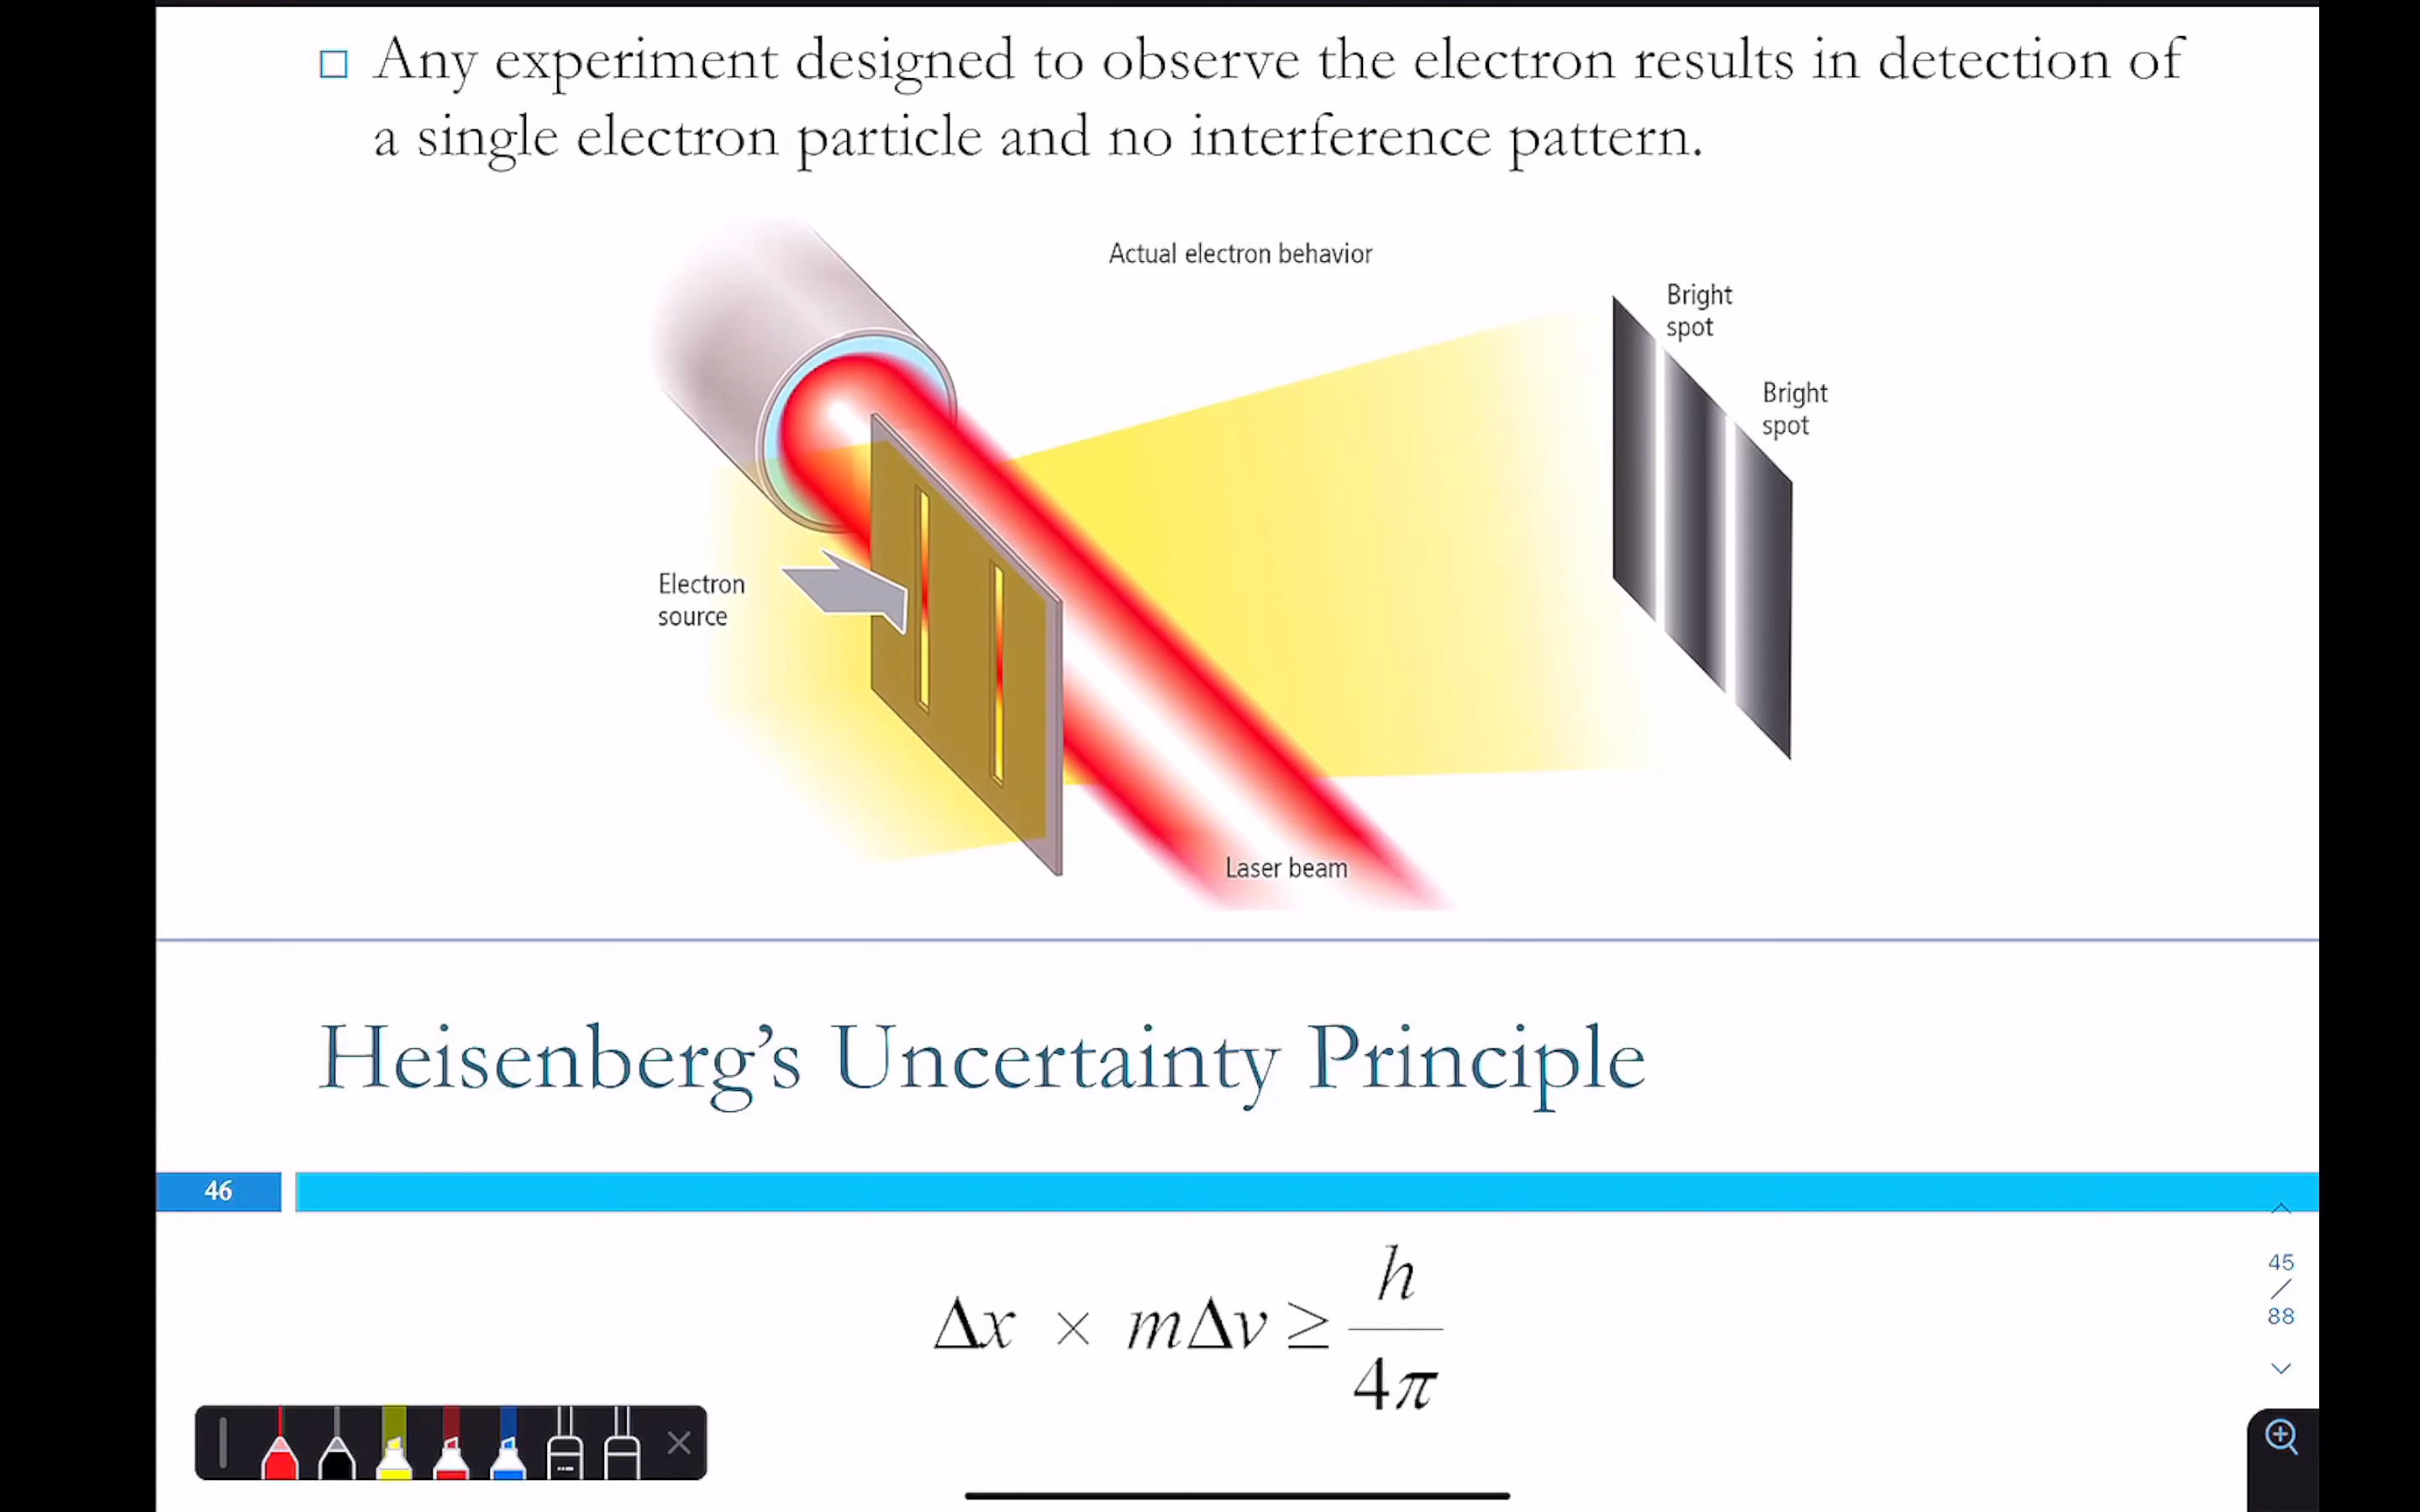 Any experiment designed to observe the electron results in detection of
a single electron particle and no interference pattern.
Actual electron behavior
Bright
spot
Bright
spot
Electron
source
Laser beam
Heisenberg's Uncertainty Principle
46
Δx × mΔv ≥ h/4π
45
/
88